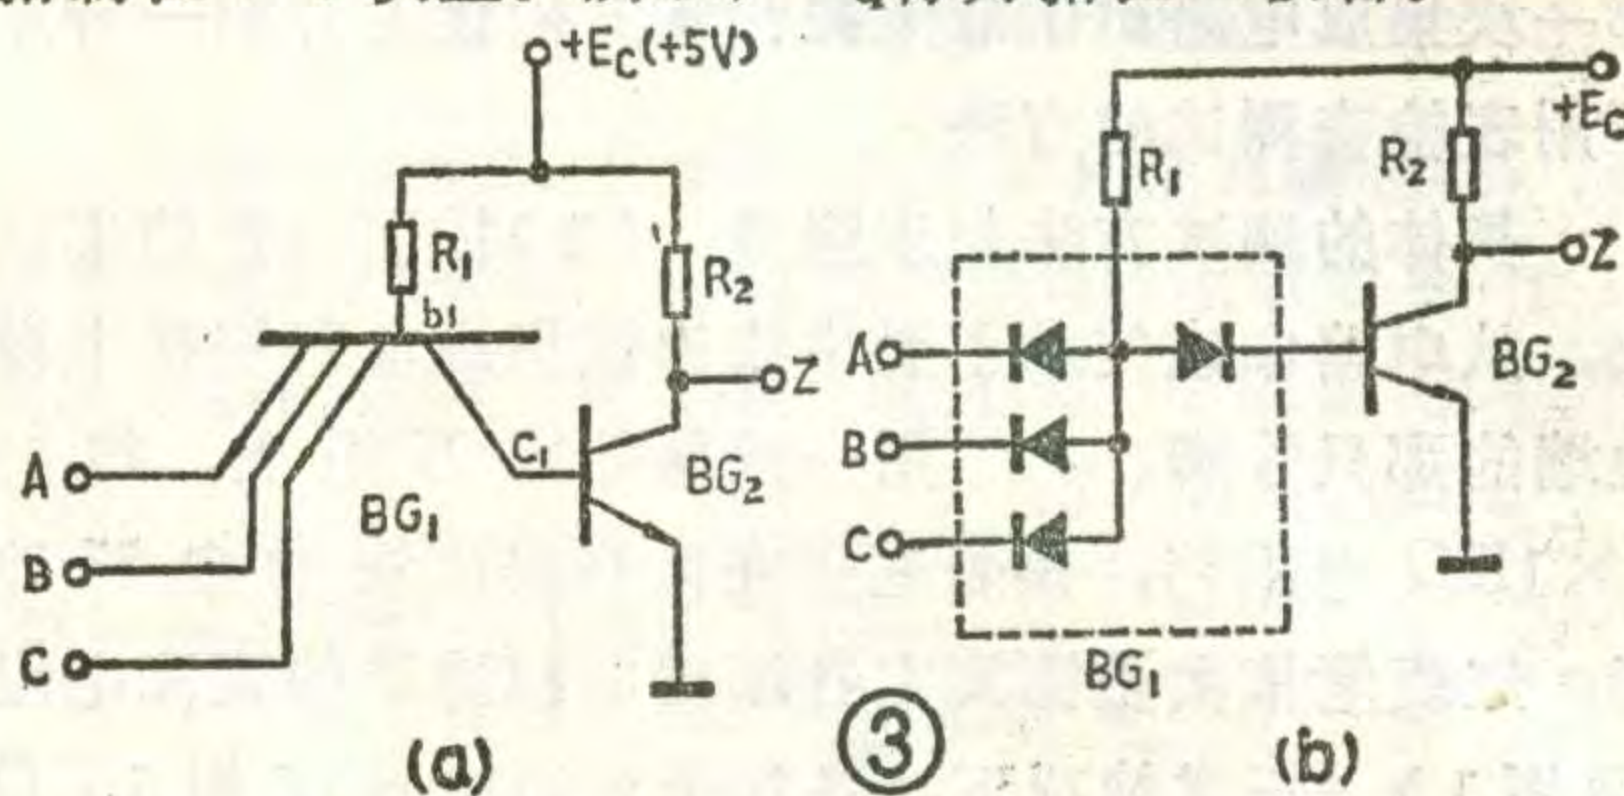 +E_C(+5V)
R₁
b₁
R₂
Z
A
B
C
C₁
BG₁
BG₂
(a)
③
+E_C
R₁
R₂
Z
A
B
C
BG₂
BG₁
(b)